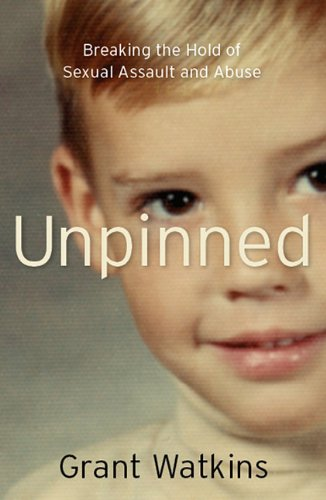 Breaking the Hold of
Sexual Assault and Abuse
Unpinned
Grant Watkins